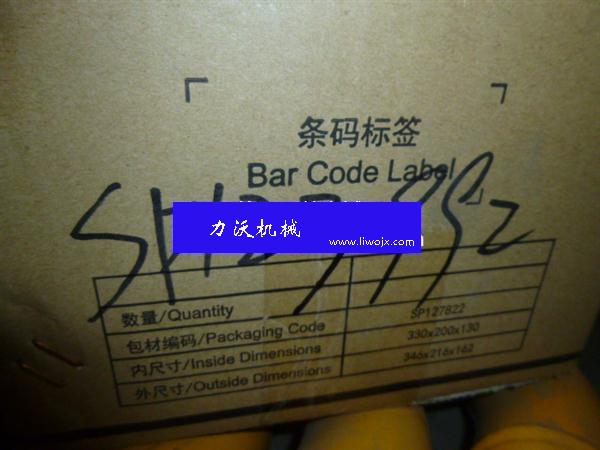 条码标签
Bar Code Label
力沃机械
www.liwojx.com
数量/Quantity
包材编码/Packaging Code SP127822
内尺寸/Inside Dimensions 330x200x130
外尺寸/Outside Dimensions 346x216x162